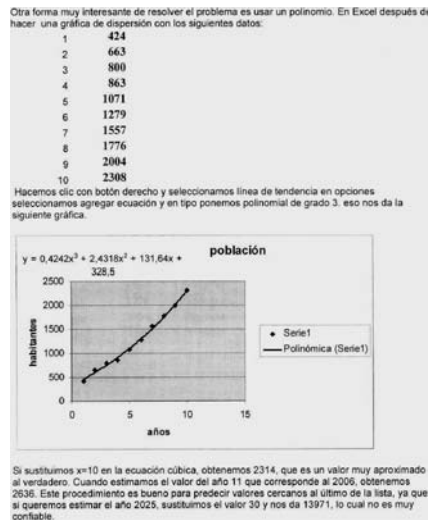 Otra forma muy interesante de resolver el problema es usar un polinomio. En Excel después de
hacer una gráfica de dispersión con los siguientes datos:
1 424
2 663
3 800
4 863
5 1071
6 1279
7 1557
8 1776
9 2004
10 2308
Hacemos clic con botón derecho y seleccionamos línea de tendencia en opciones
seleccionamos agregar ecuación y en tipo ponemos polinomial de grado 3. eso nos da la
siguiente gráfica.
población
y = 0,4242x³ + 2,4318x² + 131,64x +
328,5
2500
2000
1500
1000
500
0
habitantes
0 5 10 15
años
Serie1
Polinómica (Serie1)
Si sustituimos x=10 en la ecuación cúbica, obtenemos 2314, que es un valor muy aproximado
al verdadero. Cuando estimamos el valor del año 11 que corresponde al 2006, obtenemos
2636. Este procedimiento es bueno para predecir valores cercanos al último de la lista, ya que
si queremos estimar el año 2025, sustituimos el valor 30 y nos da 13971, lo cual no es muy
confiable.